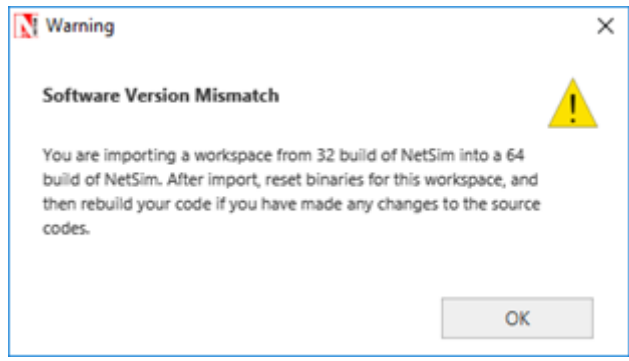 Warning
Software Version Mismatch
You are importing a workspace from 32 build of NetSim into a 64
build of NetSim. After import, reset binaries for this workspace, and
then rebuild your code if you have made any changes to the source
codes.
OK